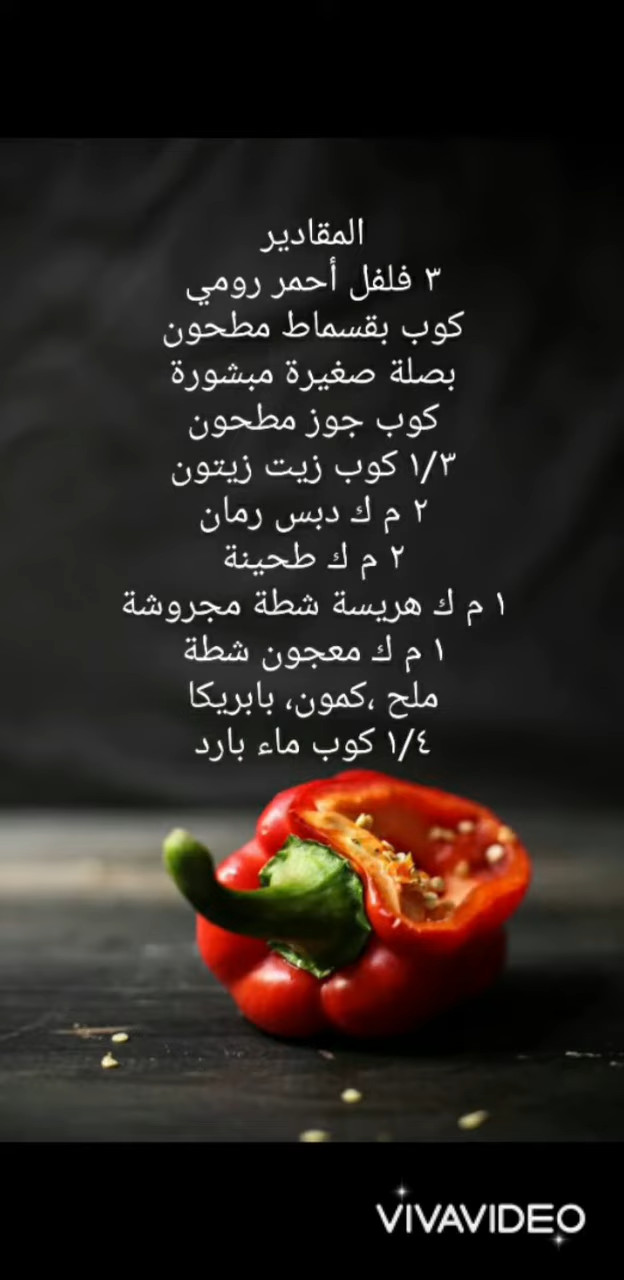 المقادير
٣ فلفل أحمر رومي
كوب بقسماط مطحون
بصلة صغيرة مبشورة
كوب جوز مطحون
١/٣ كوب زيت زيتون
٢ م ك دبس رمان
٢ م ك طحينة
١ م ك هريسة شطة مجروشة
١ م ك معجون شطة
ملح ،كمون، بابريكا
١/٤ كوب ماء بارد
VIVAVIDEO